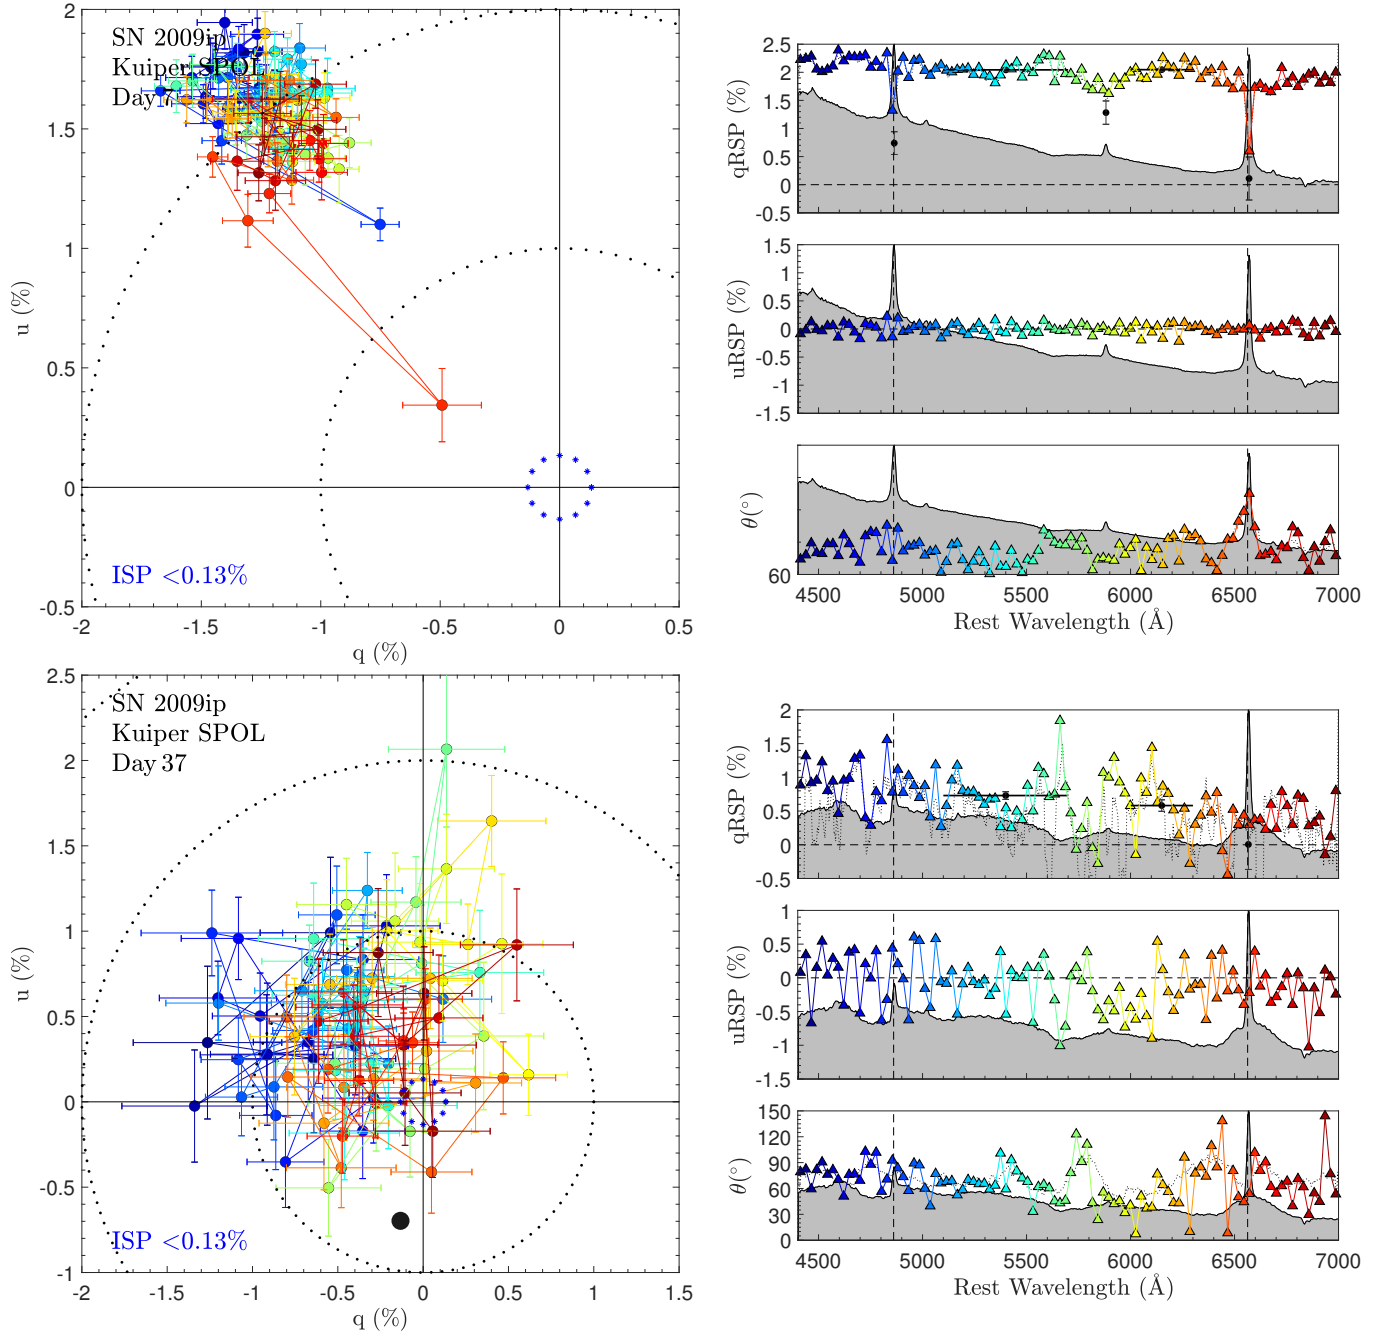 SN 2009ip
Kuiper SPOL
Day 7
ISP <0.13%
2
1.5
1
0.5
0
-0.5
-2 -1.5 -1 -0.5 0 0.5
u (%)
q (%)
2.5
2
1.5
1
0.5
0
-0.5
qRSP (%)
1.5
1
0.5
0
-0.5
-1
-1.5
uRSP (%)
60
θ(°)
4500 5000 5500 6000 6500 7000
Rest Wavelength (Å)
SN 2009ip
Kuiper SPOL
Day 37
ISP <0.13%
2.5
2
1.5
1
0.5
0
-0.5
-1
-2 -1.5 -1 -0.5 0 0.5 1 1.5
u (%)
q (%)
2
1.5
1
0.5
0
-0.5
qRSP (%)
1
0.5
0
-0.5
-1
-1.5
uRSP (%)
150
120
90
60
30
0
θ(°)
4500 5000 5500 6000 6500 7000
Rest Wavelength (Å)